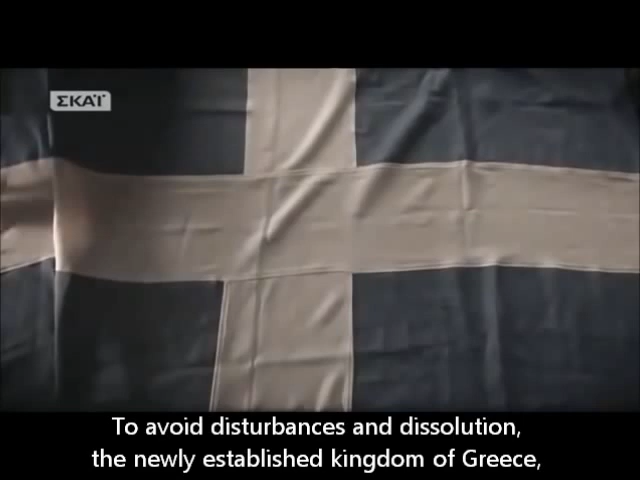 ΣΚΑΪ
To avoid disturbances and dissolution,
the newly established kingdom of Greece,